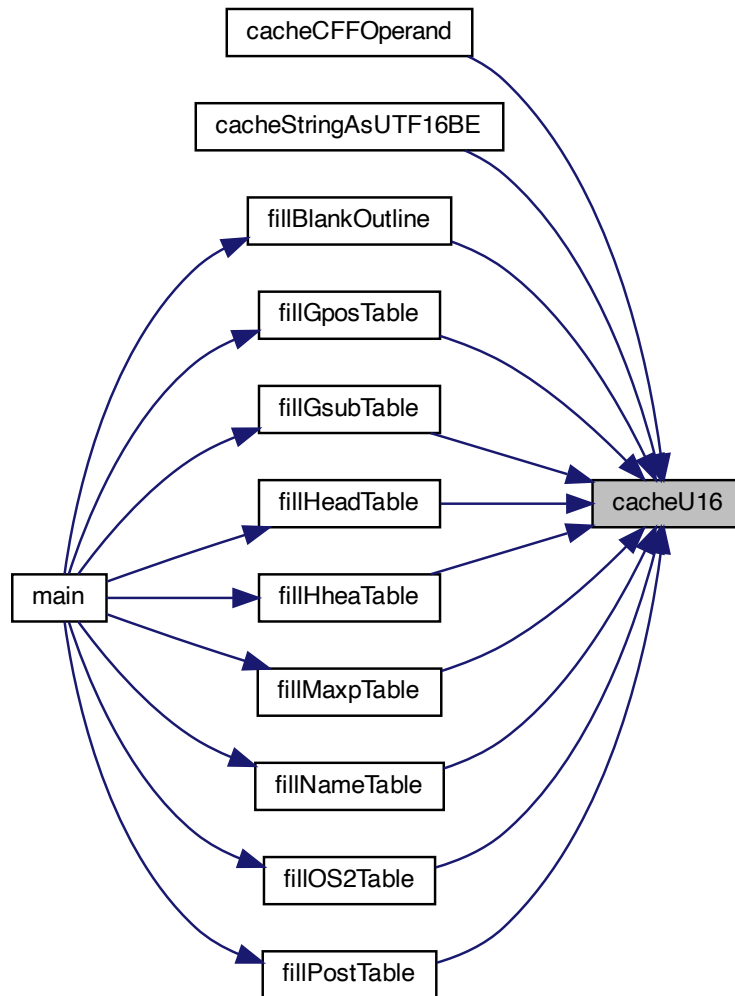 cacheCFFOperand
cacheStringAsUTF16BE
fillBlankOutline
fillGposTable
fillGsubTable
fillHeadTable
cacheU16
main
fillHheaTable
fillMaxpTable
fillNameTable
fillOS2Table
fillPostTable